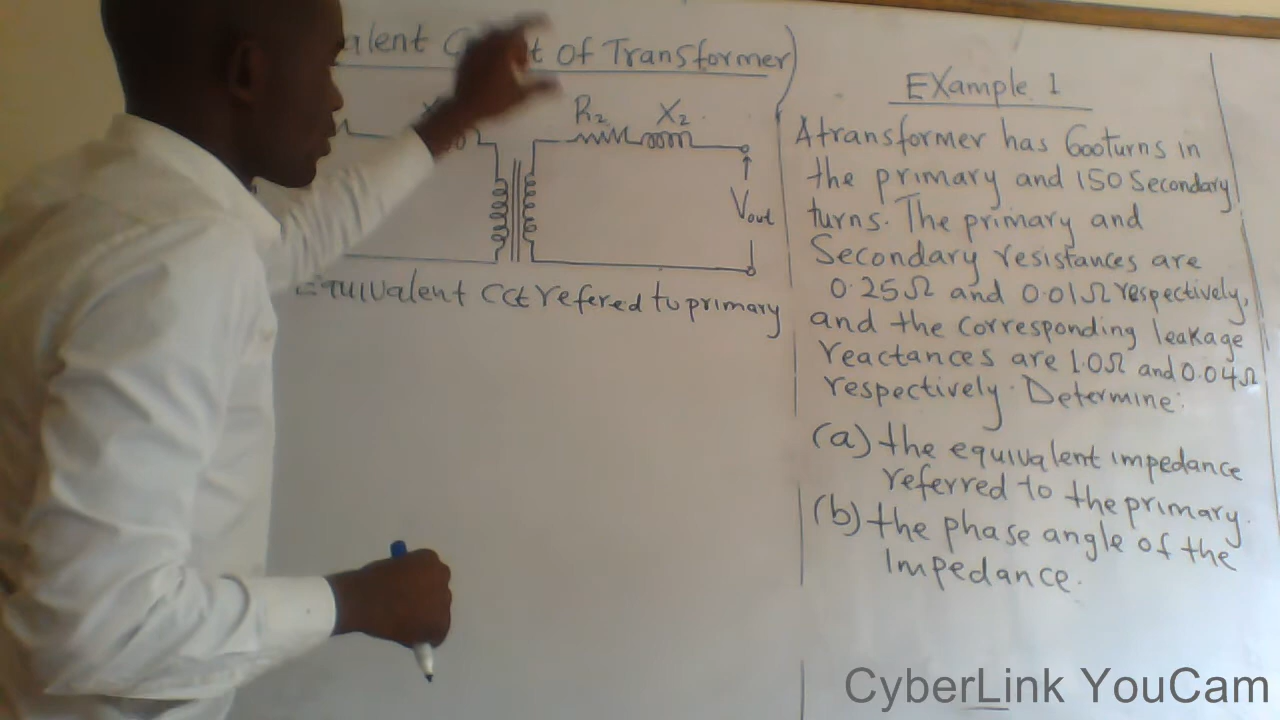 alent C t Of Transformer
R₂ X₂
Vout
Equivalent CCt refered to primary
EXample 1
A transformer has 600turns in
the primary and 150 Secondary
turns. The primary and
Secondary resistances are
0.25Ω and 0.01Ω respectively,
and the corresponding leakage
reactances are 1.0Ω and 0.04Ω
respectively. Determine:
(a) the equivalent impedance
referred to the primary.
(b) the phase angle of the
Impedance.
CyberLink YouCam